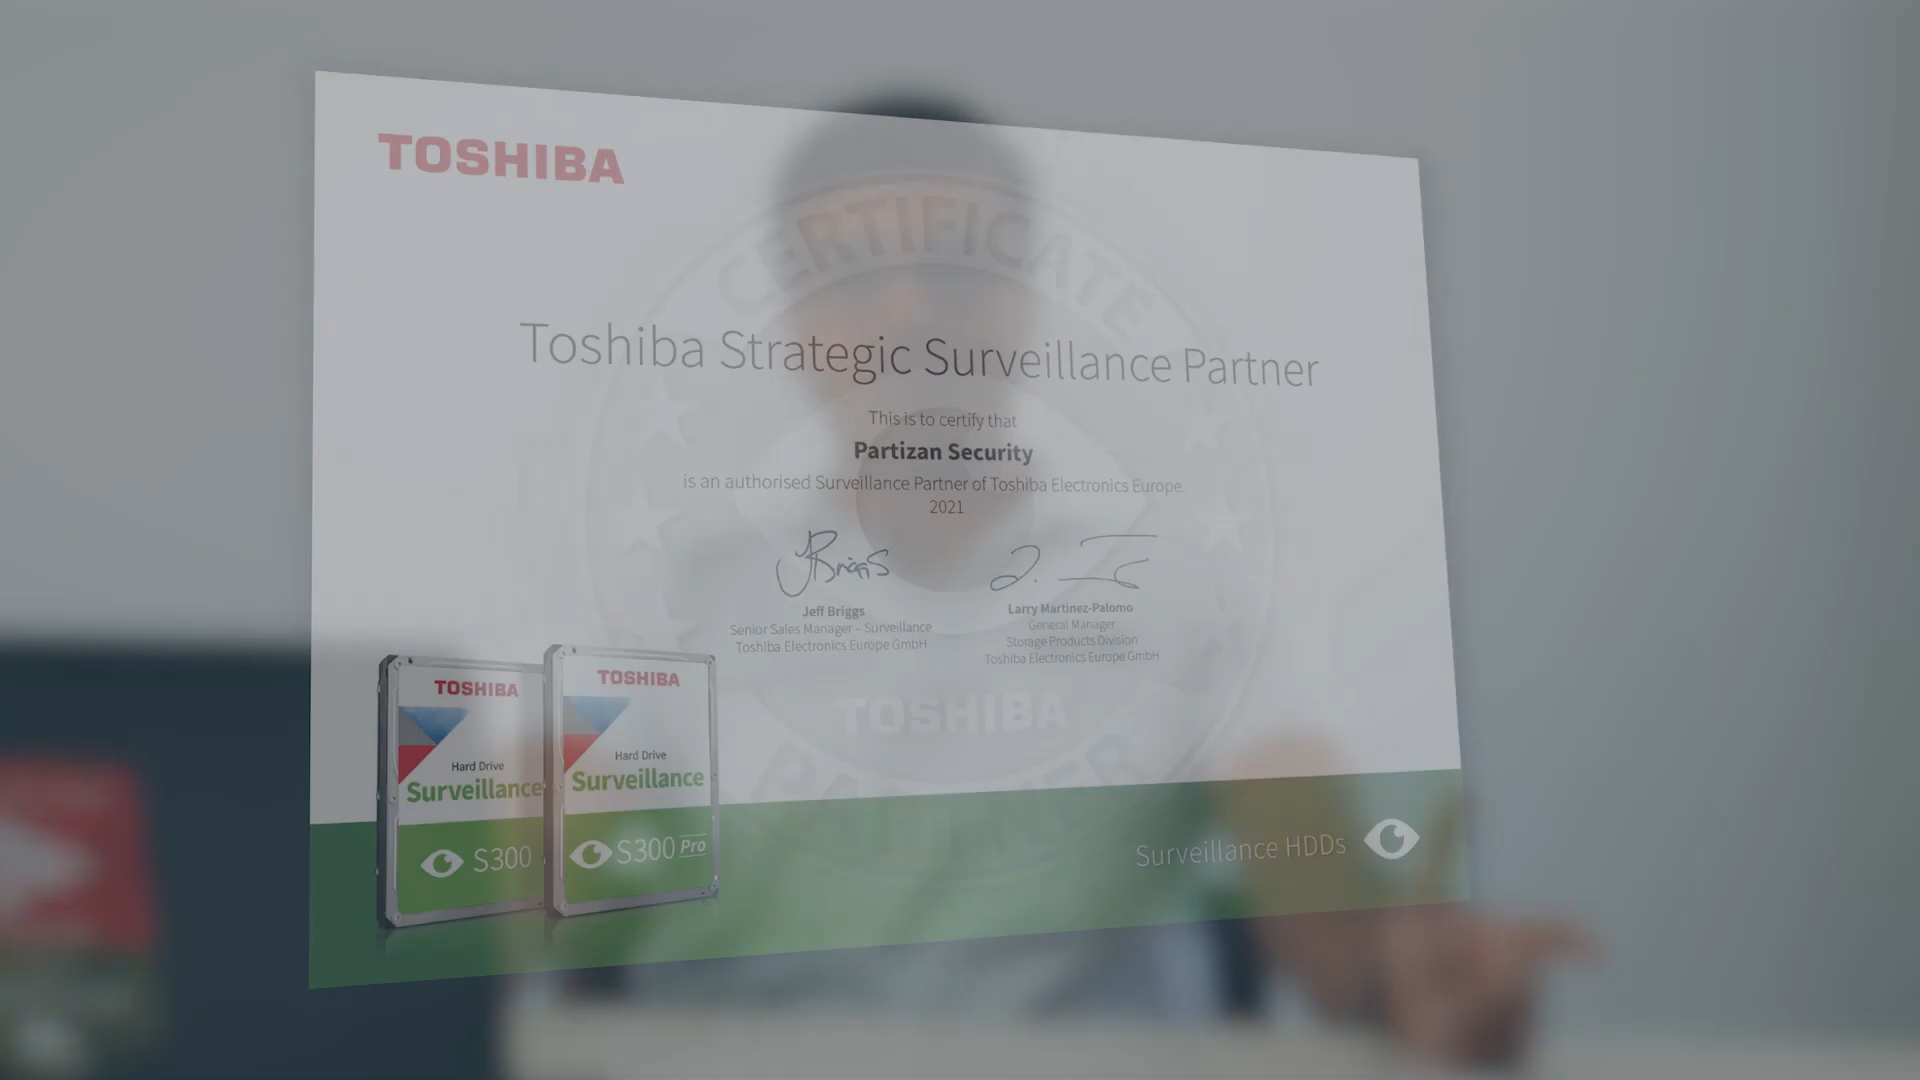 TOSHIBA
CERTIFICATE
Toshiba Strategic Surveillance Partner
This is to certify that
Partizan Security
is an authorised Surveillance Partner of Toshiba Electronics Europe.
2021
JBriggs
Jeff Briggs
Senior Sales Manager – Surveillance
Toshiba Electronics Europe GmbH
Larry Martinez-Palomo
General Manager
Storage Products Division
Toshiba Electronics Europe GmbH
TOSHIBA
PARTNER
TOSHIBA
Hard Drive
Surveillance
S300
TOSHIBA
Hard Drive
Surveillance
S300 Pro
Surveillance HDDs